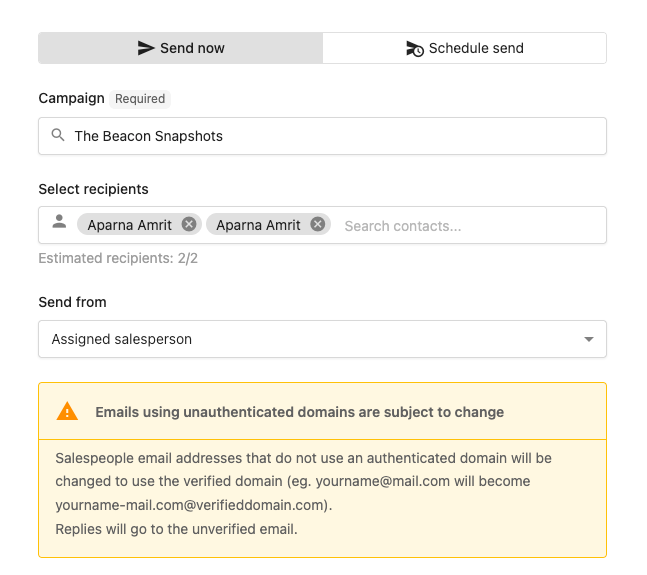 Send now
Schedule send
Campaign Required
The Beacon Snapshots
Select recipients
Aparna Amrit Aparna Amrit Search contacts...
Estimated recipients: 2/2
Send from
Assigned salesperson
Emails using unauthenticated domains are subject to change
Salespeople email addresses that do not use an authenticated domain will be
changed to use the verified domain (eg. yourname@mail.com will become
yourname-mail.com@verifieddomain.com).
Replies will go to the unverified email.